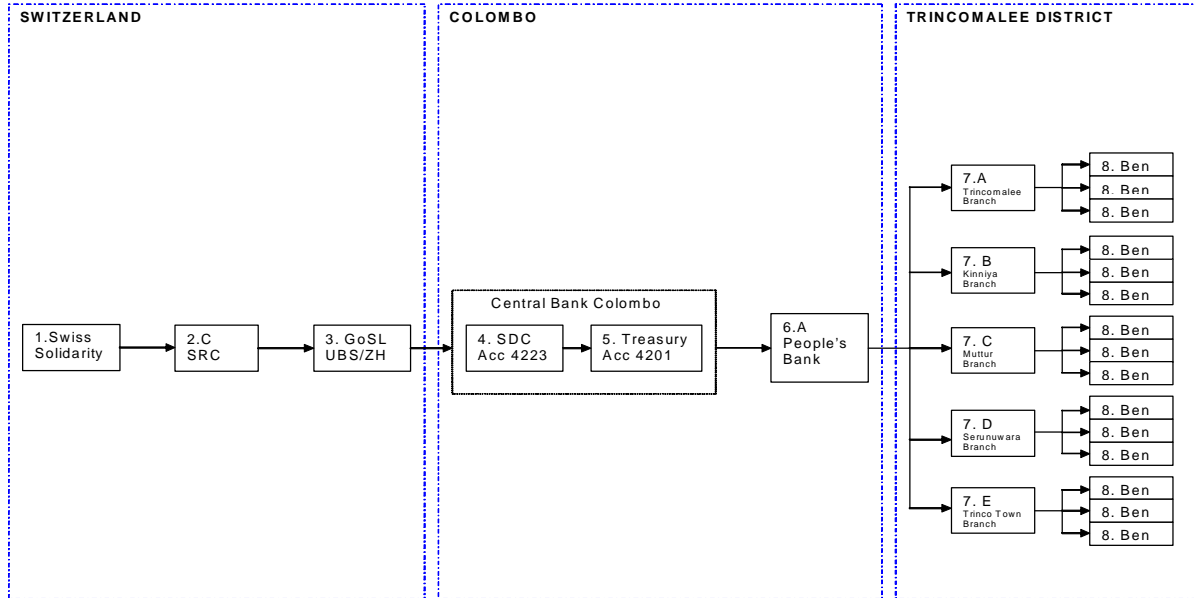 SWITZERLAND
COLOMBO
TRINCOMALEE DISTRICT
1.Swiss
Solidarity
2.C
SRC
3. GoSL
UBS/ZH
Central Bank Colombo
4. SDC
Acc 4223
5. Treasury
Acc 4201
6.A
People's
Bank
7.A
Trincomalee
Branch
8. Ben
8. Ben
8. Ben
7. B
Kinniya
Branch
8. Ben
8. Ben
8. Ben
7. C
Muttur
Branch
8. Ben
8. Ben
8. Ben
7. D
Serunuwara
Branch
8. Ben
8. Ben
8. Ben
7. E
Trinco Town
Branch
8. Ben
8. Ben
8. Ben